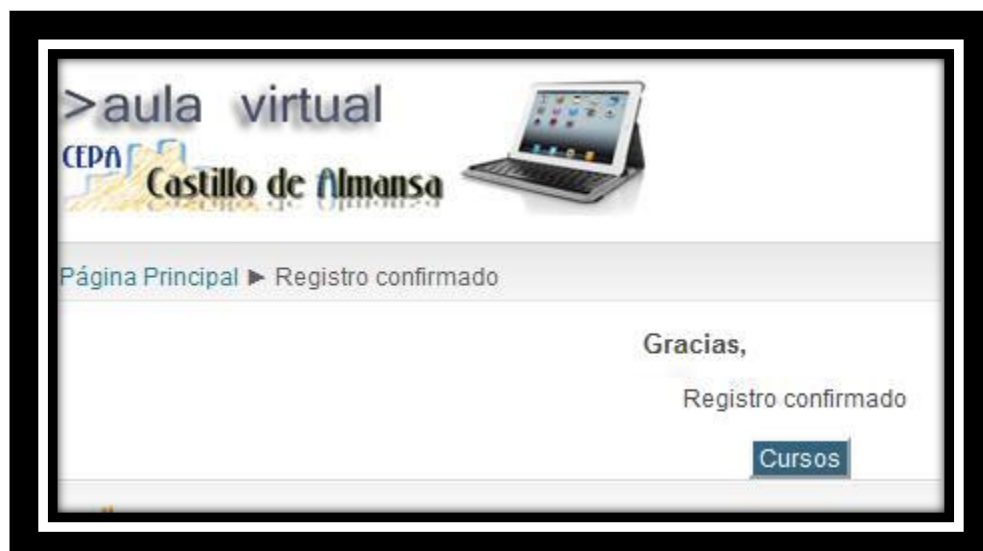 >aula virtual
CEPA
Castillo de Almansa
Página Principal ► Registro confirmado
Gracias,
Registro confirmado
Cursos